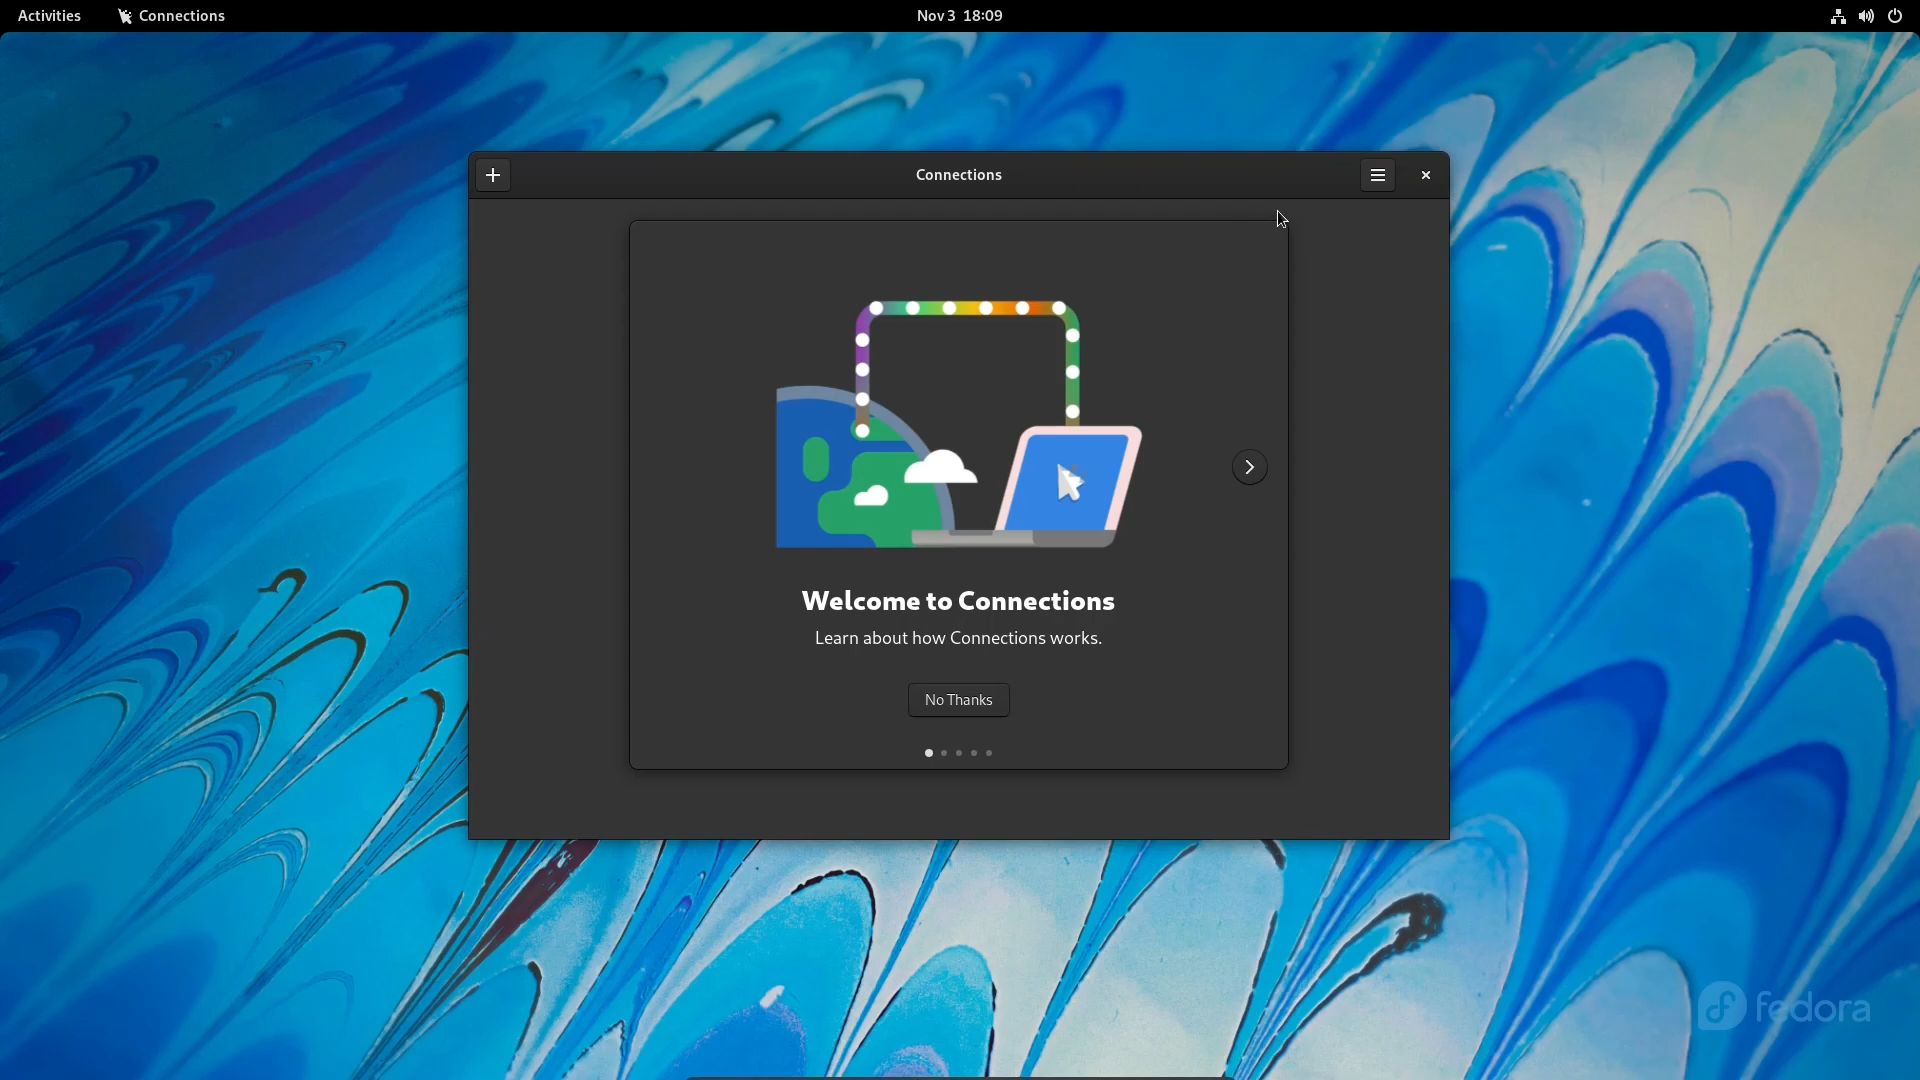 Activities
Connections
Nov 3 18:09
Connections
Welcome to Connections
Learn about how Connections works.
No Thanks
fedora